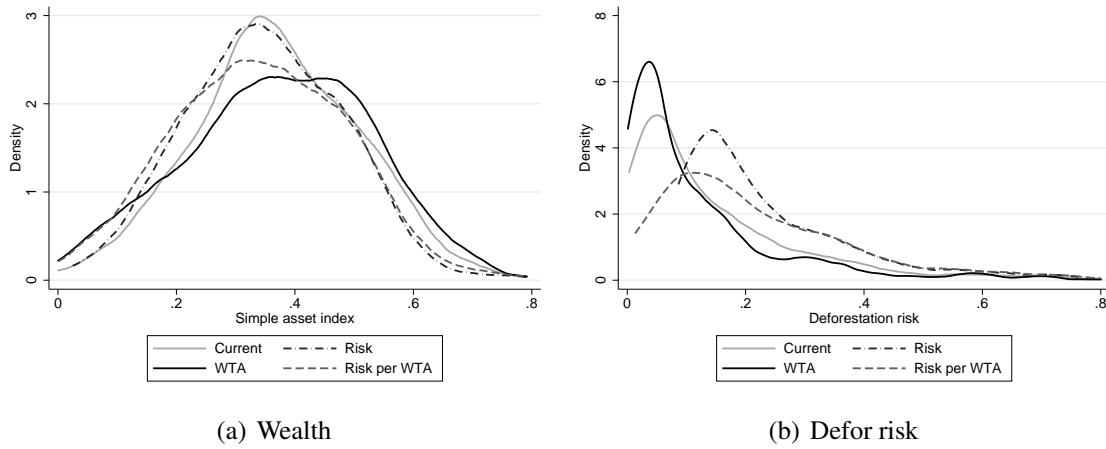 3
2
1
0
Density
0 .2 .4 .6 .8
Simple asset index
Current Risk
WTA Risk per WTA
(a) Wealth
8
6
4
2
0
Density
0 .2 .4 .6 .8
Deforestation risk
Current Risk
WTA Risk per WTA
(b) Defor risk